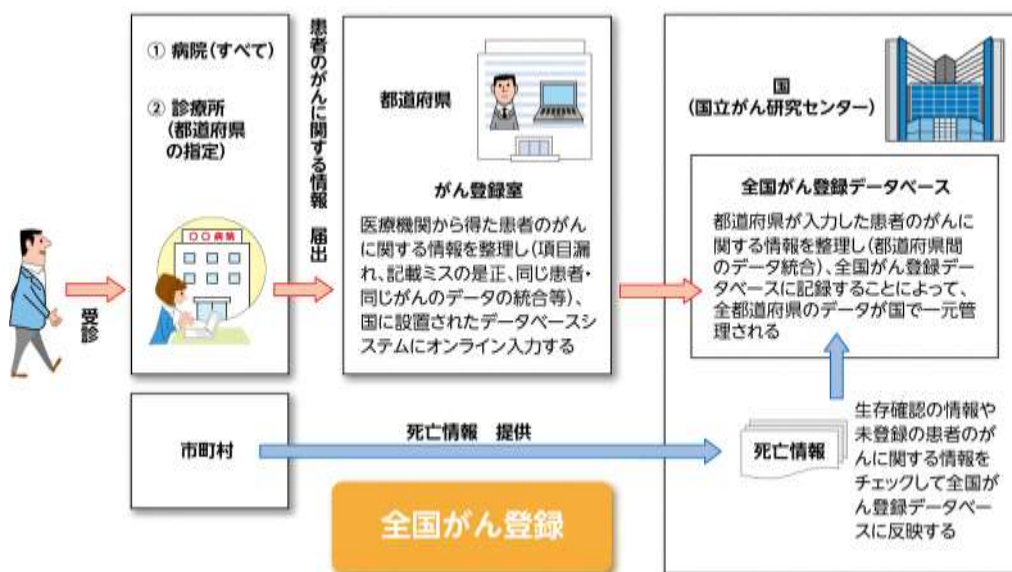 ① 病院(すべて)
② 診療所
(都道府県
の指定)
〇〇病院
受診
患者のがんに関する情報 届出
都道府県
がん登録室
医療機関から得た患者のがん
に関する情報を整理し(項目漏
れ、記載ミスの是正、同じ患者・
同じがんのデータの統合等)、
国に設置されたデータベースシ
ステムにオンライン入力する
国
(国立がん研究センター)
全国がん登録データベース
都道府県が入力した患者のがんに
関する情報を整理し(都道府県間
のデータ統合)、全国がん登録デー
タベースに記録することによって、
全都道府県のデータが国で一元管
理される
市町村
死亡情報 提供
死亡情報
生存確認の情報や
未登録の患者のが
んに関する情報を
チェックして全国が
ん登録データベー
スに反映する
全国がん登録